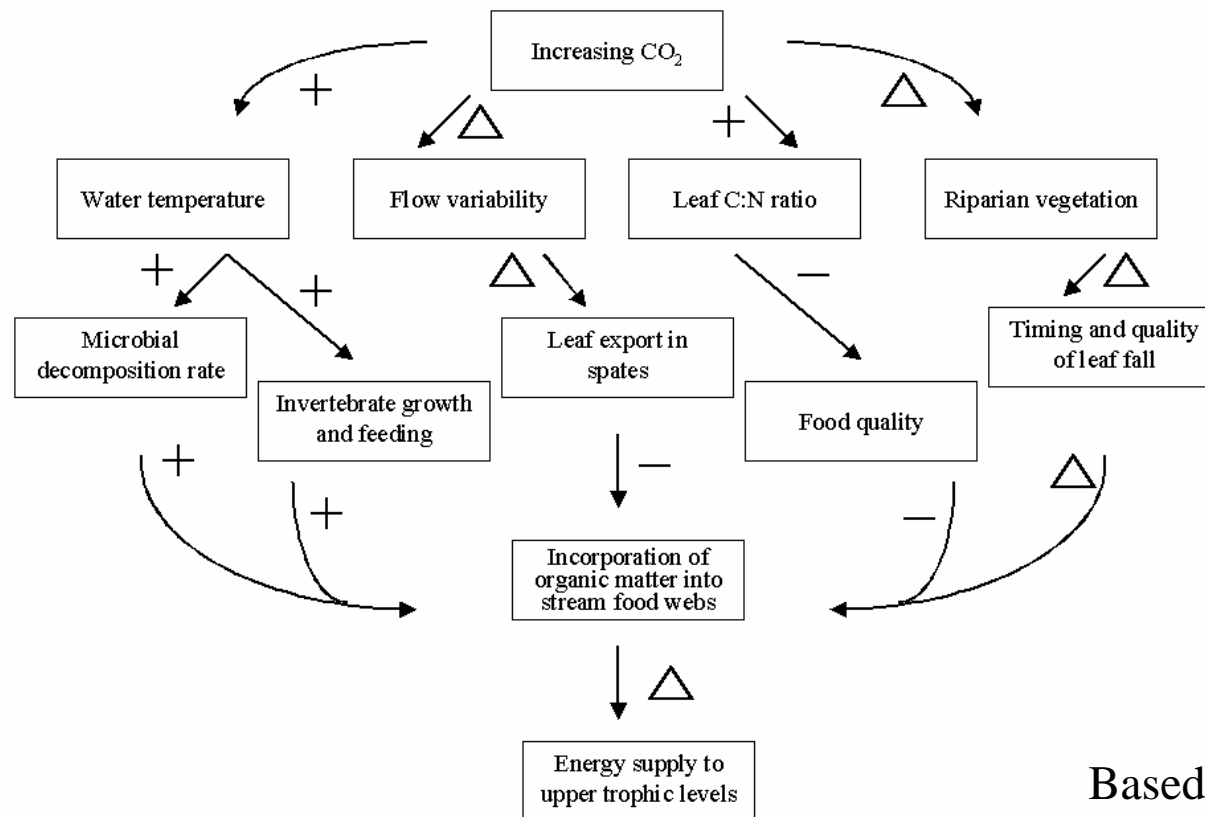 Increasing CO₂
+
△
+
△
Water temperature
Flow variability
Leaf C:N ratio
Riparian vegetation
+
+
△
−
△
Microbial
decomposition rate
Invertebrate growth
and feeding
Leaf export in
spates
Food quality
Timing and quality
of leaf fall
+
+
−
−
△
Incorporation of
organic matter into
stream food webs
△
Energy supply to
upper trophic levels
Based